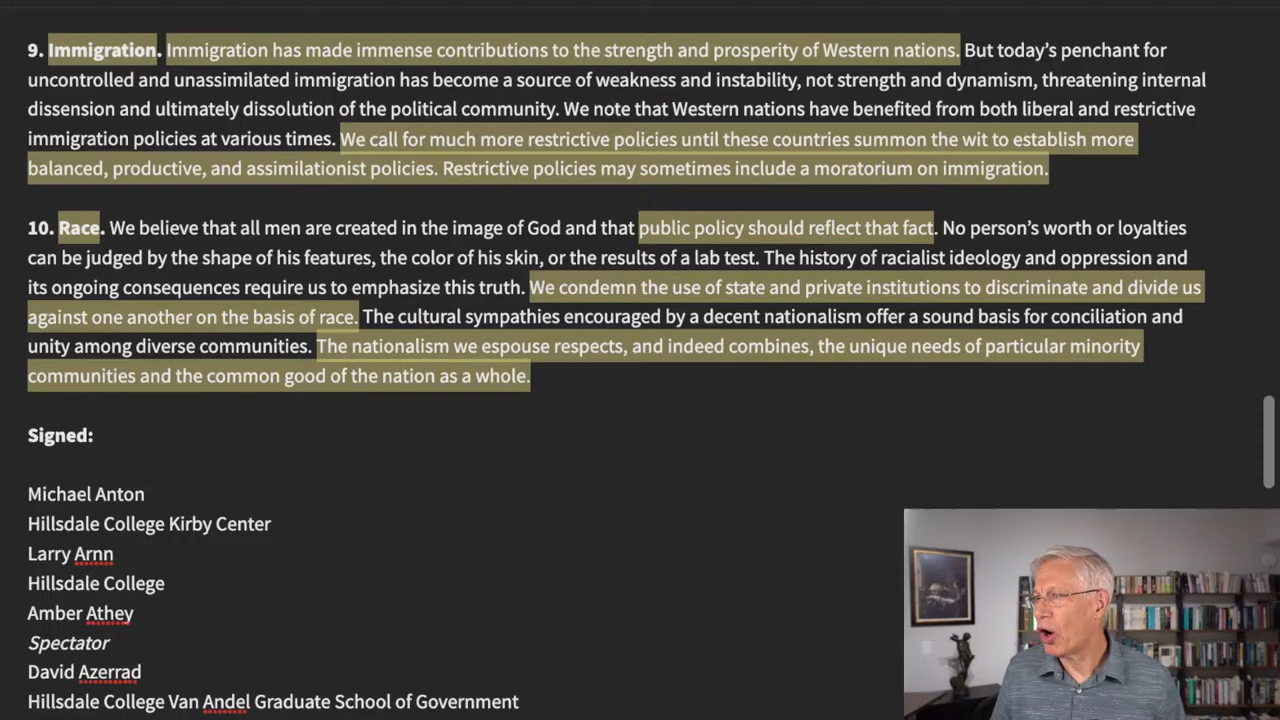 9. Immigration. Immigration has made immense contributions to the strength and prosperity of Western nations. But today’s penchant for
uncontrolled and unassimilated immigration has become a source of weakness and instability, not strength and dynamism, threatening internal
dissension and ultimately dissolution of the political community. We note that Western nations have benefited from both liberal and restrictive
immigration policies at various times. We call for much more restrictive policies until these countries summon the wit to establish more
balanced, productive, and assimilationist policies. Restrictive policies may sometimes include a moratorium on immigration.
10. Race. We believe that all men are created in the image of God and that public policy should reflect that fact. No person’s worth or loyalties
can be judged by the shape of his features, the color of his skin, or the results of a lab test. The history of racialist ideology and oppression and
its ongoing consequences require us to emphasize this truth. We condemn the use of state and private institutions to discriminate and divide us
against one another on the basis of race. The cultural sympathies encouraged by a decent nationalism offer a sound basis for conciliation and
unity among diverse communities. The nationalism we espouse respects, and indeed combines, the unique needs of particular minority
communities and the common good of the nation as a whole.
Signed:
Michael Anton
Hillsdale College Kirby Center
Larry Arnn
Hillsdale College
Amber Athey
Spectator
David Azerrad
Hillsdale College Van Andel Graduate School of Government